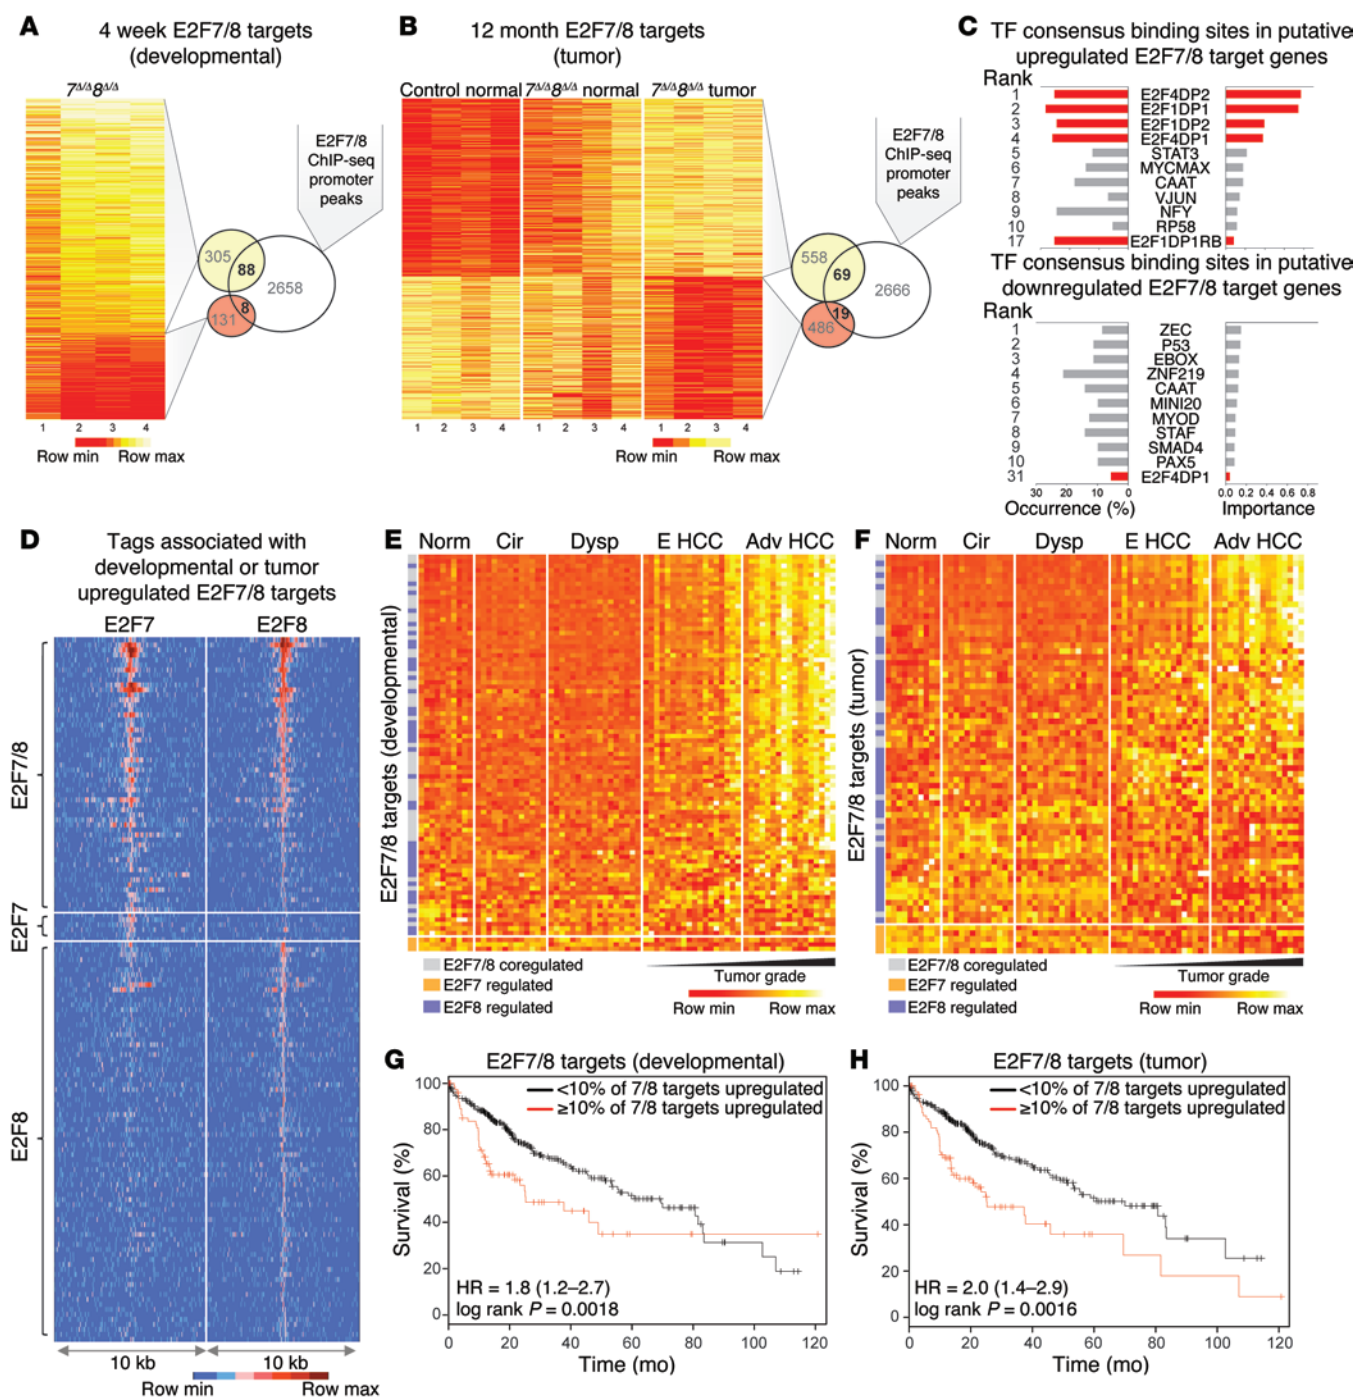 A
4 week E2F7/8 targets
(developmental)
7Δ/Δ8Δ/Δ
305
88
2658
8
131
E2F7/8
ChIP-seq
promoter
peaks
1 2 3 4
Row min Row max
B
12 month E2F7/8 targets
(tumor)
Control normal 7Δ/Δ8Δ/Δ normal 7Δ/Δ8Δ/Δ tumor
558
69
2666
19
486
E2F7/8
ChIP-seq
promoter
peaks
1 2 3 4 1 2 3 4 1 2 3 4
Row min Row max
C
TF consensus binding sites in putative
upregulated E2F7/8 target genes
Rank
1 E2F4DP2
2 E2F1DP1
3 E2F1DP2
4 E2F4DP1
5 STAT3
6 MYCMAX
7 CAAT
8 VJUN
9 NFY
10 RP58
17 E2F1DP1RB
TF consensus binding sites in putative
downregulated E2F7/8 target genes
Rank
1 ZEC
2 P53
3 EBOX
4 ZNF219
5 CAAT
6 MINI20
7 MYOD
8 STAF
9 SMAD4
10 PAX5
31 E2F4DP1
30 20 10 0 0.0 0.2 0.4 0.6 0.8
Occurrence (%) Importance
D
Tags associated with
developmental or tumor
upregulated E2F7/8 targets
E2F7 E2F8
E2F7/8
E2F7
E2F8
10 kb 10 kb
Row min Row max
E
Norm Cir Dysp E HCC Adv HCC
E2F7/8 targets (developmental)
E2F7/8 coregulated
E2F7 regulated
E2F8 regulated
Tumor grade
Row min Row max
F
Norm Cir Dysp E HCC Adv HCC
E2F7/8 targets (tumor)
E2F7/8 coregulated
E2F7 regulated
E2F8 regulated
Tumor grade
Row min Row max
G
E2F7/8 targets (developmental)
<10% of 7/8 targets upregulated
≥10% of 7/8 targets upregulated
Survival (%)
100
80
60
40
20
0
HR = 1.8 (1.2–2.7)
log rank P = 0.0018
0 20 40 60 80 100 120
Time (mo)
H
E2F7/8 targets (tumor)
<10% of 7/8 targets upregulated
≥10% of 7/8 targets upregulated
Survival (%)
100
80
60
40
20
0
HR = 2.0 (1.4–2.9)
log rank P = 0.0016
0 20 40 60 80 100 120
Time (mo)